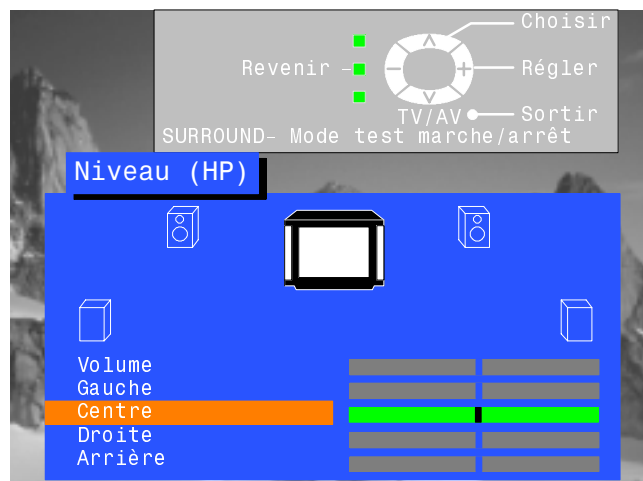 Choisir
Revenir
Régler
TV/AV
Sortir
SURROUND- Mode test marche/arrêt
Niveau (HP)
Volume
Gauche
Centre
Droite
Arrière